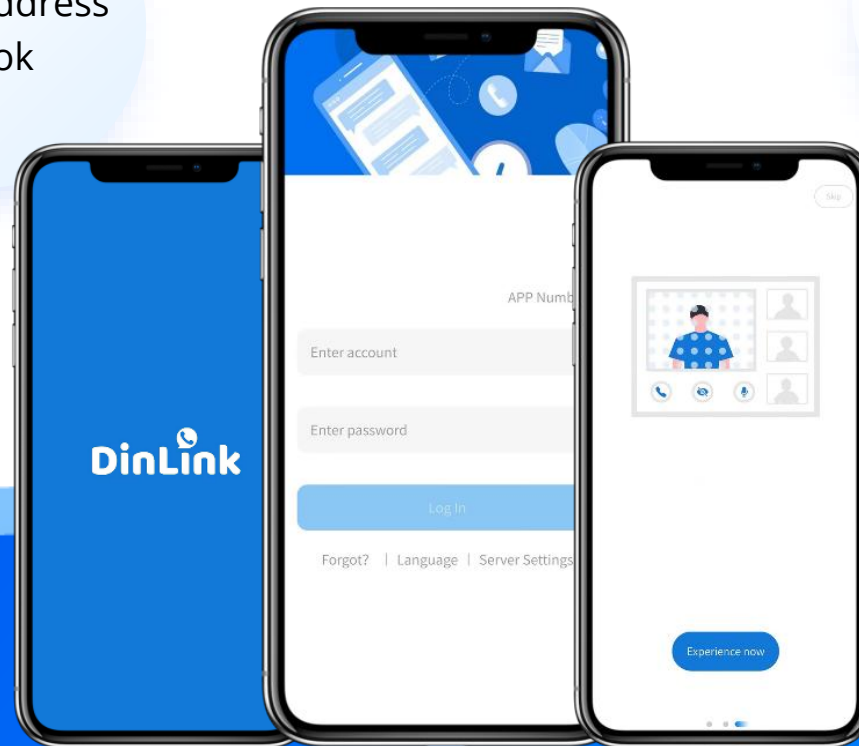 ddress
ok
DinLink
APP Numb
Enter account
Enter password
Log In
Forgot? | Language | Server Settings
Skip
Experience now